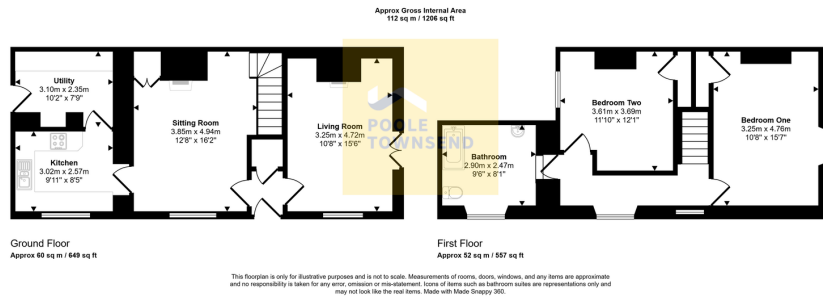 Approx Gross Internal Area
112 sq m / 1206 sq ft
Utility
3.10m x 2.35m
10'2" x 7'9"
Kitchen
3.02m x 2.57m
9'11" x 8'5"
Sitting Room
3.85m x 4.94m
12'8" x 16'2"
Living Room
3.25m x 4.72m
10'8" x 15'6"
POOLE
TOWNSEND
Bathroom
2.90m x 2.47m
9'6" x 8'1"
Bedroom Two
3.61m x 3.69m
11'10" x 12'1"
Bedroom One
3.25m x 4.76m
10'8" x 15'7"
Ground Floor
Approx 60 sq m / 649 sq ft
First Floor
Approx 52 sq m / 557 sq ft
This floorplan is only for illustrative purposes and is not to scale. Measurements of rooms, doors, windows, and any items are approximate
and no responsibility is taken for any error, omission or mis-statement. Icons of items such as bathroom suites are representations only and
may not look like the real items. Made with Made Snappy 360.